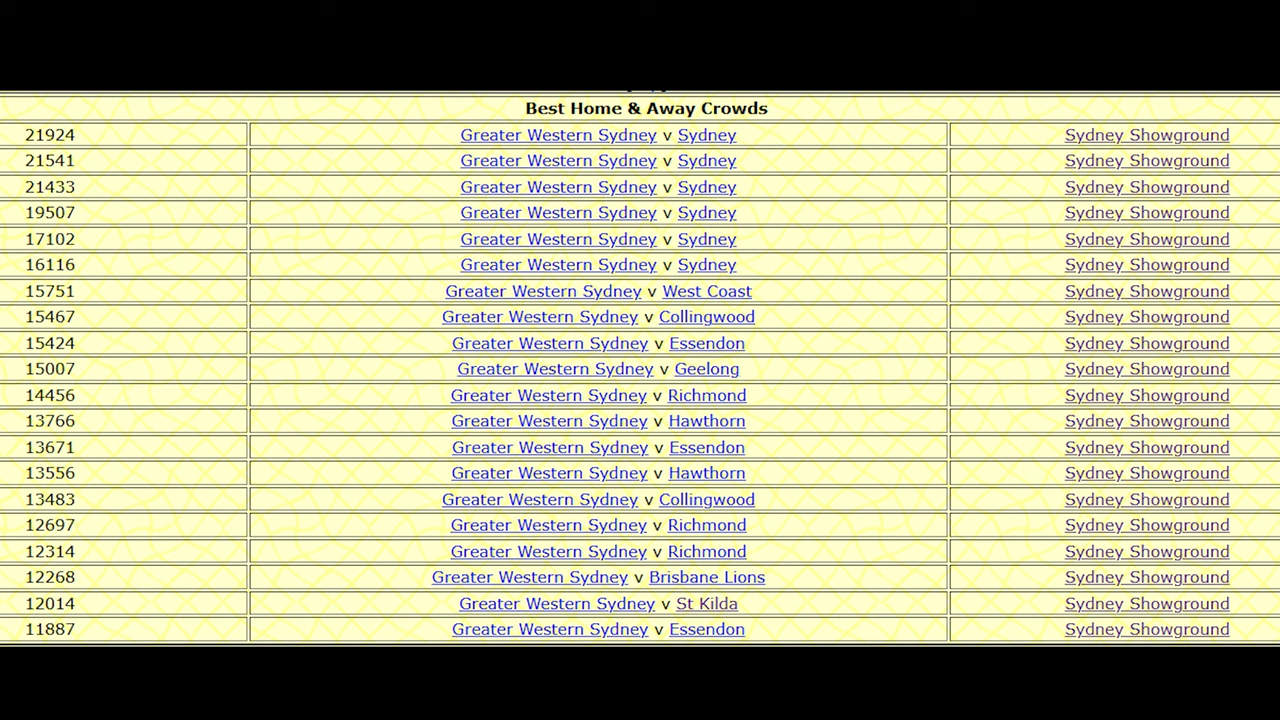 Best Home & Away Crowds
21924 Greater Western Sydney v Sydney Sydney Showground
21541 Greater Western Sydney v Sydney Sydney Showground
21433 Greater Western Sydney v Sydney Sydney Showground
19507 Greater Western Sydney v Sydney Sydney Showground
17102 Greater Western Sydney v Sydney Sydney Showground
16116 Greater Western Sydney v Sydney Sydney Showground
15751 Greater Western Sydney v West Coast Sydney Showground
15467 Greater Western Sydney v Collingwood Sydney Showground
15424 Greater Western Sydney v Essendon Sydney Showground
15007 Greater Western Sydney v Geelong Sydney Showground
14456 Greater Western Sydney v Richmond Sydney Showground
13766 Greater Western Sydney v Hawthorn Sydney Showground
13671 Greater Western Sydney v Essendon Sydney Showground
13556 Greater Western Sydney v Hawthorn Sydney Showground
13483 Greater Western Sydney v Collingwood Sydney Showground
12697 Greater Western Sydney v Richmond Sydney Showground
12314 Greater Western Sydney v Richmond Sydney Showground
12268 Greater Western Sydney v Brisbane Lions Sydney Showground
12014 Greater Western Sydney v St Kilda Sydney Showground
11887 Greater Western Sydney v Essendon Sydney Showground